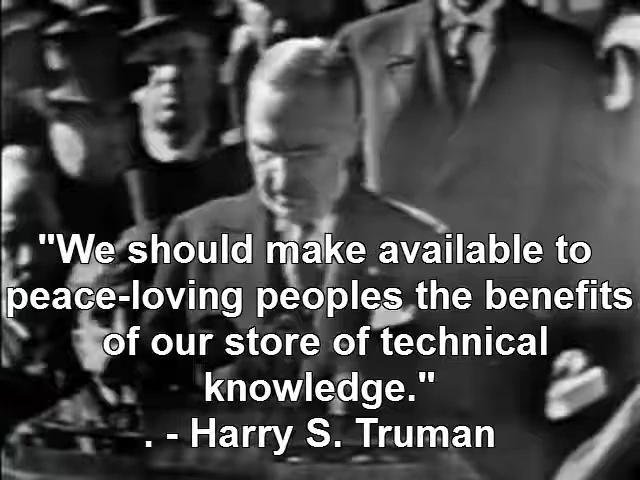 "We should make available to
peace-loving peoples the benefits
of our store of technical
knowledge."
. - Harry S. Truman